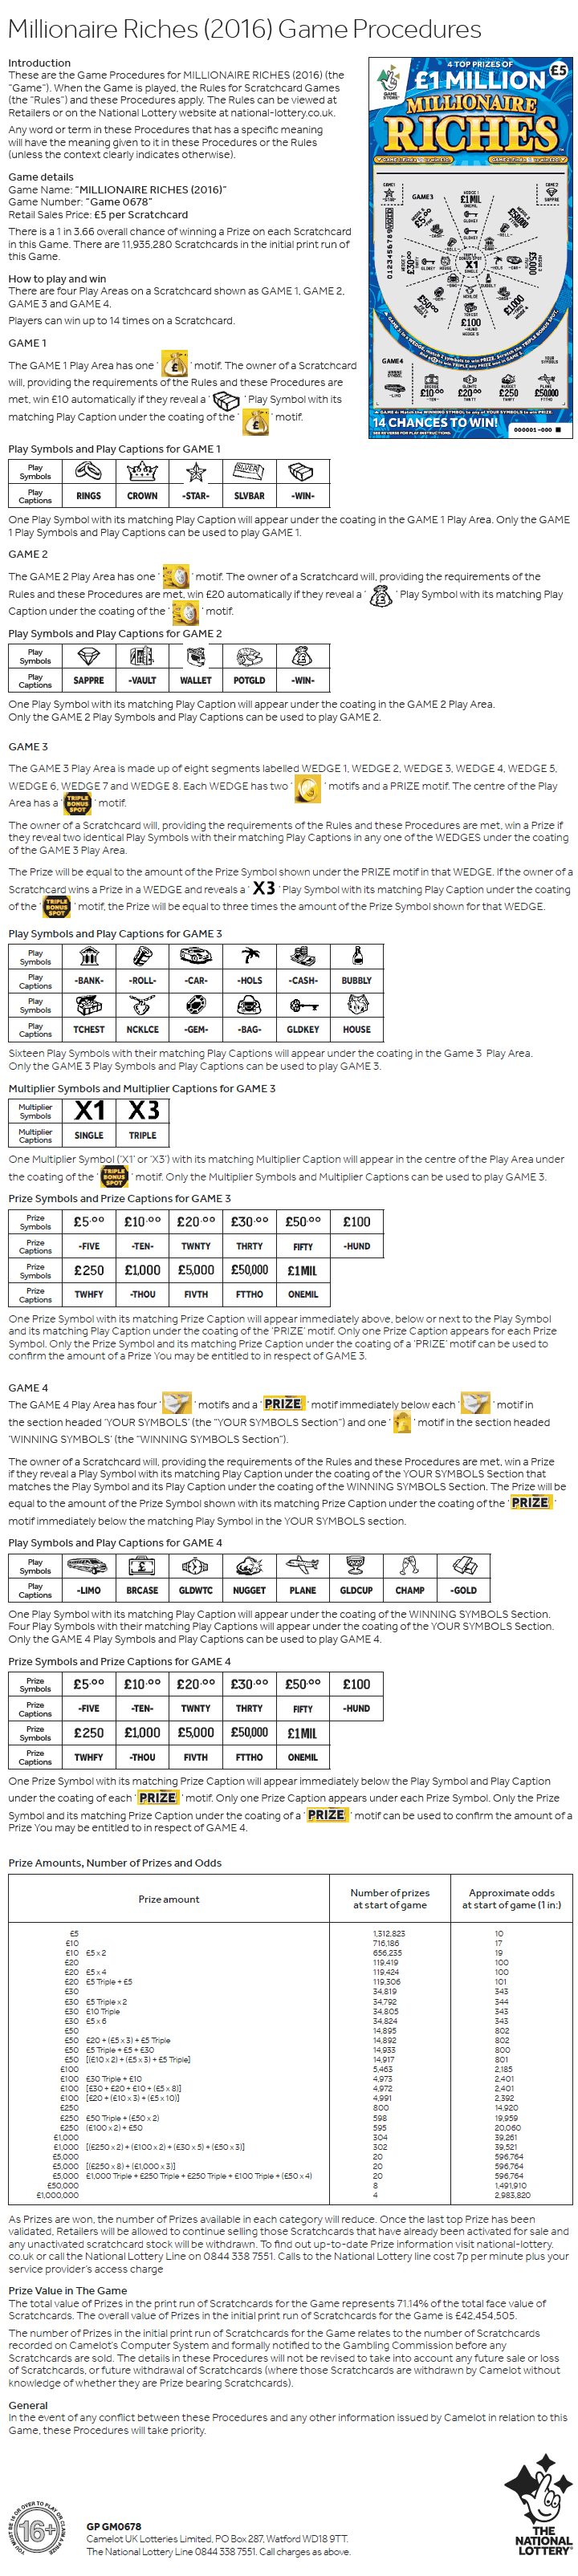 Millionaire Riches (2016) Game Procedures
Introduction
These are the Game Procedures for MILLIONAIRE RICHES (2016) (the
"Game"). When the Game is played, the Rules for Scratchcard Games
(the "Rules") and these Procedures apply. The Rules can be viewed at
Retailers or on the National Lottery website at national-lottery.co.uk.
Any word or term in these Procedures that has a specific meaning
will have the meaning given to it in these Procedures or the Rules
(unless the context clearly indicates otherwise).
Game details
Game Name: "MILLIONAIRE RICHES (2016)"
Game Number: "Game 0678"
Retail Sales Price: £5 per Scratchcard
There is a 1 in 3.66 overall chance of winning a Prize on each Scratchcard
in this Game. There are 11,935,280 Scratchcards in the initial print run of
this Game.
How to play and win
There are four Play Areas on a Scratchcard shown as GAME 1, GAME 2,
GAME 3 and GAME 4.
Players can win up to 14 times on a Scratchcard.
4 TOP PRIZES OF
£1 MILLION
£5
MILLIONAIRE
RICHES
GAME 1
GAME 2
GAME 3
GAME 4
14 CHANCES TO WIN!
000001-000
GAME 1
The GAME 1 Play Area has one ' ' motif. The owner of a Scratchcard
will, providing the requirements of the Rules and these Procedures are
met, win £10 automatically if they reveal a ' ' Play Symbol with its
matching Play Caption under the coating of the ' ' motif.
Play Symbols and Play Captions for GAME 1
Play Symbols SILVER
Play Captions RINGS CROWN -STAR- SLVBAR -WIN-
One Play Symbol with its matching Play Caption will appear under the coating in the GAME 1 Play Area. Only the GAME
1 Play Symbols and Play Captions can be used to play GAME 1.
GAME 2
The GAME 2 Play Area has one ' ' motif. The owner of a Scratchcard will, providing the requirements of the
Rules and these Procedures are met, win £20 automatically if they reveal a ' ' Play Symbol with its matching Play
Caption under the coating of the ' ' motif.
Play Symbols and Play Captions for GAME 2
Play Symbols
Play Captions SAPPRE -VAULT WALLET POTGLD -WIN-
One Play Symbol with its matching Play Caption will appear under the coating in the GAME 2 Play Area.
Only the GAME 2 Play Symbols and Play Captions can be used to play GAME 2.
GAME 3
The GAME 3 Play Area is made up of eight segments labelled WEDGE 1, WEDGE 2, WEDGE 3, WEDGE 4, WEDGE 5,
WEDGE 6, WEDGE 7 and WEDGE 8. Each WEDGE has two ' ' motifs and a PRIZE motif. The centre of the Play
Area has a ' TRIPLE BONUS SPOT ' motif.
The owner of a Scratchcard will, providing the requirements of the Rules and these Procedures are met, win a Prize if
they reveal two identical Play Symbols with their matching Play Captions in any one of the WEDGES under the coating
of the GAME 3 Play Area.
The Prize will be equal to the amount of the Prize Symbol shown under the PRIZE motif in that WEDGE. If the owner of a
Scratchcard wins a Prize in a WEDGE and reveals a ' X3 ' Play Symbol with its matching Play Caption under the coating
of the ' TRIPLE BONUS SPOT ' motif, the Prize will be equal to three times the amount of the Prize Symbol shown for that WEDGE.
Play Symbols and Play Captions for GAME 3
Play Symbols
Play Captions -BANK- -ROLL- -CAR- -HOLS -CASH- BUBBLY
Play Symbols
Play Captions TCHEST NCKLCE -GEM- -BAG- GLDKEY HOUSE
Sixteen Play Symbols with their matching Play Captions will appear under the coating in the Game 3 Play Area.
Only the GAME 3 Play Symbols and Play Captions can be used to play GAME 3.
Multiplier Symbols and Multiplier Captions for GAME 3
Multiplier Symbols X1 X3
Multiplier Captions SINGLE TRIPLE
One Multiplier Symbol ('X1' or 'X3') with its matching Multiplier Caption will appear in the centre of the Play Area under
the coating of the ' TRIPLE BONUS SPOT ' motif. Only the Multiplier Symbols and Multiplier Captions can be used to play GAME 3.
Prize Symbols and Prize Captions for GAME 3
Prize Symbols £5.00 £10.00 £20.00 £30.00 £50.00 £100
Prize Captions -FIVE -TEN- TWNTY THRTY FIFTY -HUND
Prize Symbols £250 £1,000 £5,000 £50,000 £1MIL
Prize Captions TWHFY -THOU FIVTH FTTHO ONEMIL
One Prize Symbol with its matching Prize Caption will appear immediately above, below or next to the Play Symbol
and its matching Play Caption under the coating of the 'PRIZE' motif. Only one Prize Caption appears for each Prize
Symbol. Only the Prize Symbol and its matching Prize Caption under the coating of a 'PRIZE' motif can be used to
confirm the amount of a Prize You may be entitled to in respect of GAME 3.
GAME 4
The GAME 4 Play Area has four ' ' motifs and a ' PRIZE ' motif immediately below each ' ' motif in
the section headed 'YOUR SYMBOLS' (the "YOUR SYMBOLS Section") and one ' ' motif in the section headed
'WINNING SYMBOLS' (the "WINNING SYMBOLS Section").
The owner of a Scratchcard will, providing the requirements of the Rules and these Procedures are met, win a Prize
if they reveal a Play Symbol with its matching Play Caption under the coating of the YOUR SYMBOLS Section that
matches the Play Symbol and its Play Caption under the coating of the WINNING SYMBOLS Section. The Prize will be
equal to the amount of the Prize Symbol shown with its matching Prize Caption under the coating of the ' PRIZE '
motif immediately below the matching Play Symbol in the YOUR SYMBOLS section.
Play Symbols and Play Captions for GAME 4
Play Symbols
Play Captions -LIMO BRCASE GLDWTC NUGGET PLANE GLDCUP CHAMP -GOLD
One Play Symbol with its matching Play Caption will appear under the coating of the WINNING SYMBOLS Section.
Four Play Symbols with their matching Play Captions will appear under the coating of the YOUR SYMBOLS Section.
Only the GAME 4 Play Symbols and Play Captions can be used to play GAME 4.
Prize Symbols and Prize Captions for GAME 4
Prize Symbols £5.00 £10.00 £20.00 £30.00 £50.00 £100
Prize Captions -FIVE -TEN- TWNTY THRTY FIFTY -HUND
Prize Symbols £250 £1,000 £5,000 £50,000 £1MIL
Prize Captions TWHFY -THOU FIVTH FTTHO ONEMIL
One Prize Symbol with its matching Prize Caption will appear immediately below the Play Symbol and Play Caption
under the coating of each ' PRIZE ' motif. Only one Prize Caption appears under each Prize Symbol. Only the Prize
Symbol and its matching Prize Caption under the coating of a ' PRIZE ' motif can be used to confirm the amount of a
Prize You may be entitled to in respect of GAME 4.
Prize Amounts, Number of Prizes and Odds
Prize amount Number of prizes at start of game Approximate odds at start of game (1 in:)
£5 1,312,823 10
£10 716,186 17
£10 £5 x 2 656,235 19
£20 119,419 100
£20 £5 x 4 119,424 100
£20 £5 Triple + £5 119,306 101
£30 34,819 343
£30 £5 Triple x 2 34,792 344
£30 £10 Triple 34,805 343
£30 £5 x 6 34,824 343
£50 14,895 802
£50 £20 + (£5 x 3) + £5 Triple 14,892 802
£50 £5 Triple + £5 + £30 14,933 800
£50 [(£10 x 2) + (£5 x 3) + £5 Triple] 14,917 801
£100 5,463 2,185
£100 £30 Triple + £10 4,973 2,401
£100 [£30 + £20 + £10 + (£5 x 8)] 4,972 2,401
£100 [£20 + (£10 x 3) + (£5 x 10)] 4,991 2,392
£250 800 14,920
£250 £50 Triple + (£50 x 2) 598 19,959
£250 (£100 x 2) + £50 595 20,060
£1,000 304 39,261
£1,000 [(£250 x 2) + (£100 x 2) + (£30 x 5) + (£50 x 3)] 302 39,521
£5,000 20 596,764
£5,000 [(£250 x 8) + (£1,000 x 3)] 20 596,764
£5,000 £1,000 Triple + £250 Triple + £250 Triple + £100 Triple + (£50 x 4) 20 596,764
£50,000 8 1,491,910
£1,000,000 4 2,983,820
As Prizes are won, the number of Prizes available in each category will reduce. Once the last top Prize has been
validated, Retailers will be allowed to continue selling those Scratchcards that have already been activated for sale and
any unactivated scratchcard stock will be withdrawn. To find out up-to-date Prize information visit national-lottery.
co.uk or call the National Lottery Line on 0844 338 7551. Calls to the National Lottery line cost 7p per minute plus your
service provider's access charge
Prize Value in The Game
The total value of Prizes in the print run of Scratchcards for the Game represents 71.14% of the total face value of
Scratchcards. The overall value of Prizes in the initial print run of Scratchcards for the Game is £42,454,505.
The number of Prizes in the initial print run of Scratchcards for the Game relates to the number of Scratchcards
recorded on Camelot's Computer System and formally notified to the Gambling Commission before any
Scratchcards are sold. The details in these Procedures will not be revised to take into account any future sale or loss
of Scratchcards, or future withdrawal of Scratchcards (where those Scratchcards are withdrawn by Camelot without
knowledge of whether they are Prize bearing Scratchcards).
General
In the event of any conflict between these Procedures and any other information issued by Camelot in relation to this
Game, these Procedures will take priority.
YOU MUST BE 16 OR OVER TO PLAY OR CLAIM A PRIZE
16+
GP GM0678
Camelot UK Lotteries Limited, PO Box 287, Watford WD18 9TT.
The National Lottery Line 0844 338 7551. Call charges as above.
THE
NATIONAL
LOTTERY